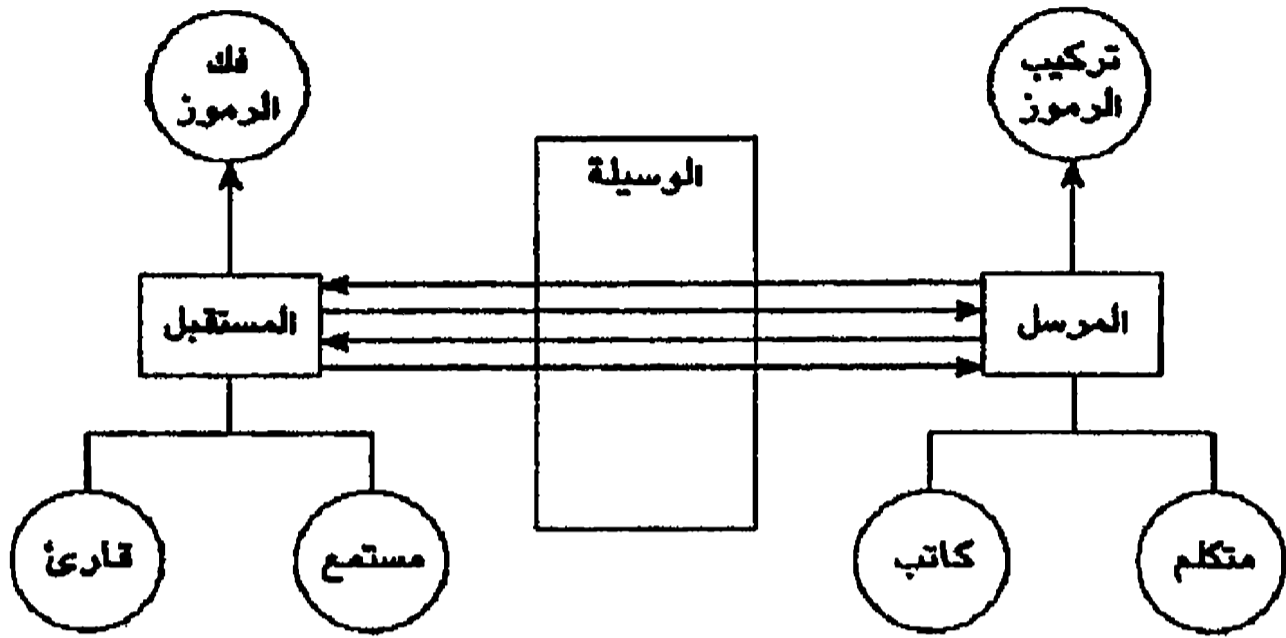 تركيب
الرموز
فك
الرموز
الوسيلة
المرسل
المستقبل
متكلم
كاتب
مستمع
قارئ